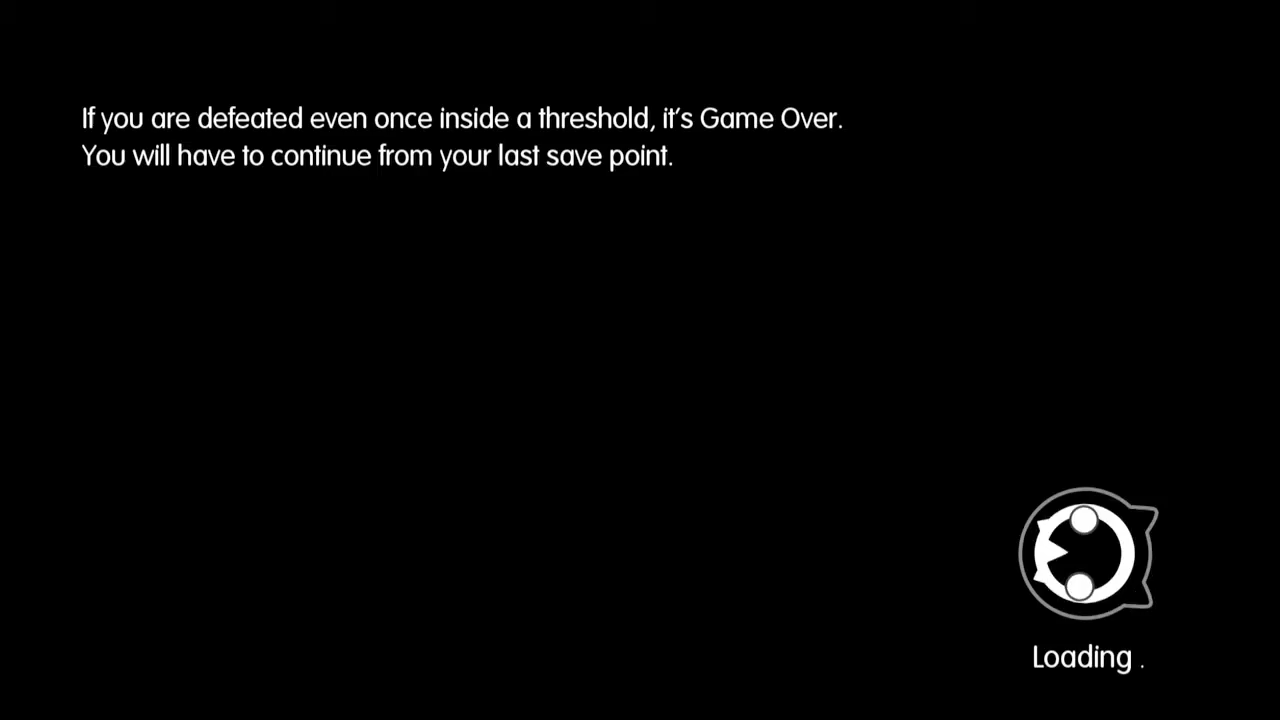 If you are defeated even once inside a threshold, it's Game Over.
You will have to continue from your last save point.
Loading .